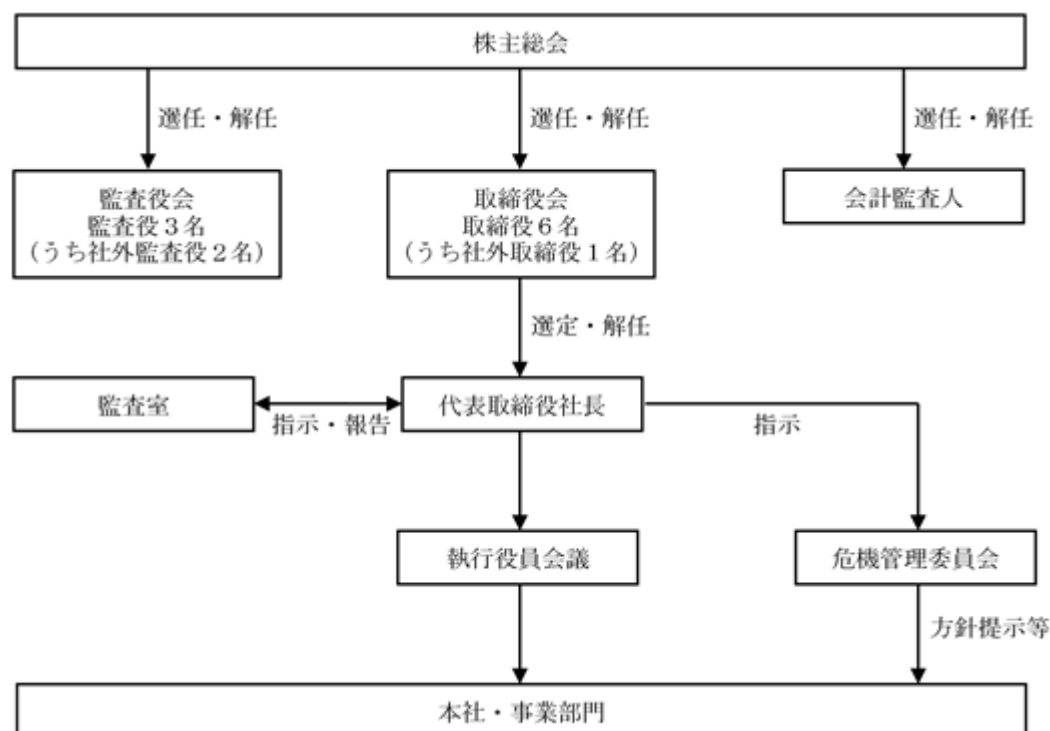 株主総会
選任・解任
選任・解任
選任・解任
監査役会
監査役３名
（うち社外監査役２名）
取締役会
取締役６名
（うち社外取締役１名）
会計監査人
選定・解任
監査室
指示・報告
代表取締役社長
指示
執行役員会議
危機管理委員会
方針提示等
本社・事業部門